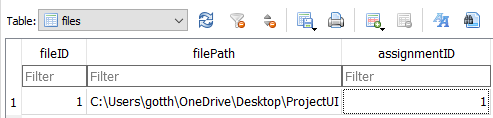 Table: files
fileID filePath assignmentID
Filter Filter Filter
1 1 C:\Users\gotth\OneDrive\Desktop\ProjectUI 1